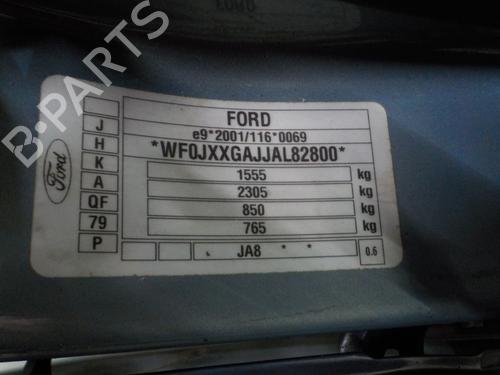 FORD
e9*2001/116*0069
*WF0JXXGAJJAL82800*
1555 kg
2305 kg
850 kg
765 kg
JA8 * * 0.6
J
H
K
A
QF
79
P
Ford
B-PARTS